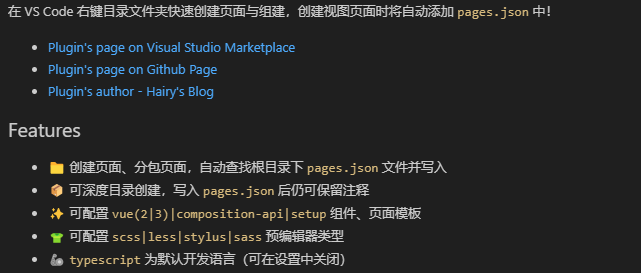 在 VS Code 右键目录文件夹快速创建页面与组建，创建视图页面时将自动添加 pages.json 中！
Plugin's page on Visual Studio Marketplace
Plugin's page on Github Page
Plugin's author - Hairy's Blog
Features
📁 创建页面、分包页面，自动查找根目录下 pages.json 文件并写入
📦 可深度目录创建，写入 pages.json 后仍可保留注释
✨ 可配置 vue(2|3)|composition-api|setup 组件、页面模板
👕 可配置 scss|less|stylus|sass 预编辑器类型
🦾 typescript 为默认开发语言（可在设置中关闭）